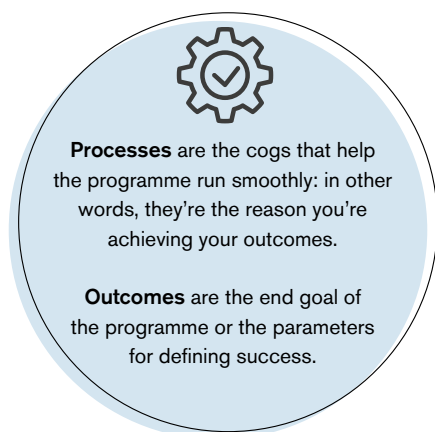 Processes are the cogs that help
the programme run smoothly: in other
words, they’re the reason you’re
achieving your outcomes.
Outcomes are the end goal of
the programme or the parameters
for defining success.